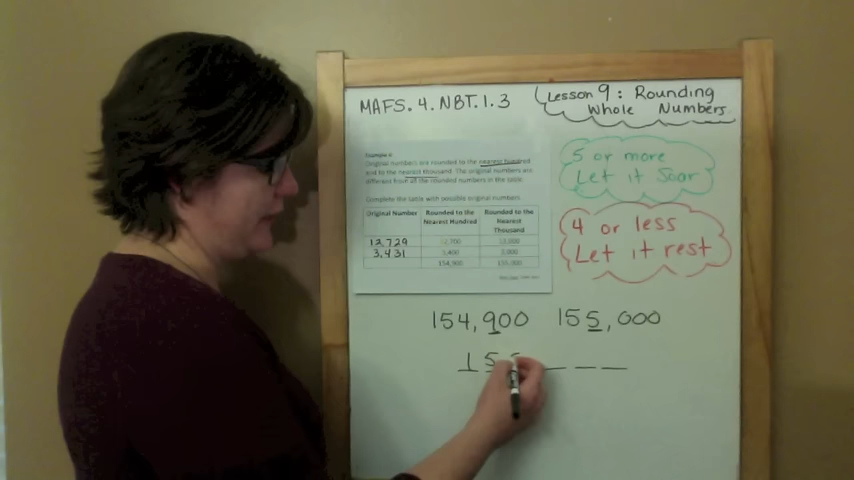 MAFS.4.NBT.1.3
Lesson 9: Rounding
Whole Numbers
Original numbers are rounded to the nearest hundred
and to the nearest thousand. The original numbers are
different from all the rounded numbers in the table.
Complete the table with possible original numbers.
Original Number
Rounded to the
Nearest Hundred
Rounded to the
Nearest
Thousand
12,729
12,700
13,000
3,431
3,400
3,000
154,900
155,000
5 or more
Let it Soar
4 or less
Let it rest
154,900 155,000
1 5